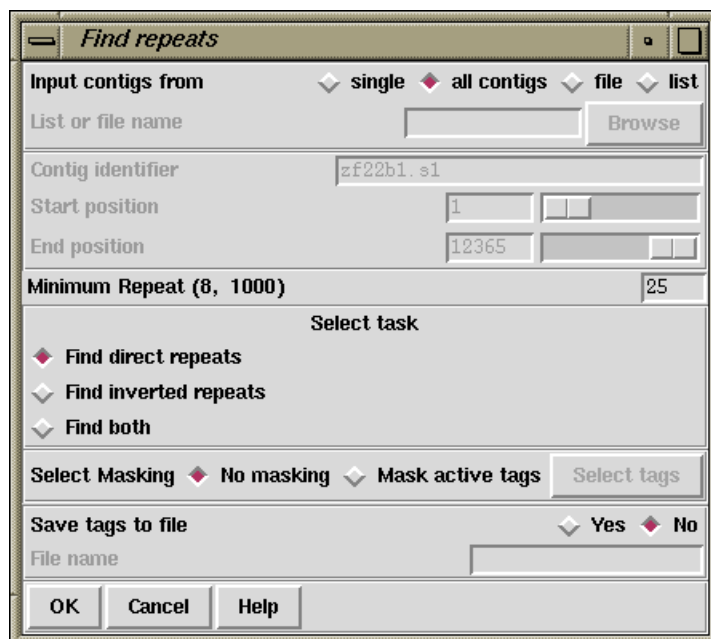 Find repeats
Input contigs from single all contigs file list
List or file name Browse
Contig identifier zf22b1.s1
Start position 1
End position 12365
Minimum Repeat (8, 1000) 25
Select task
Find direct repeats
Find inverted repeats
Find both
Select Masking No masking Mask active tags Select tags
Save tags to file Yes No
File name
OK Cancel Help